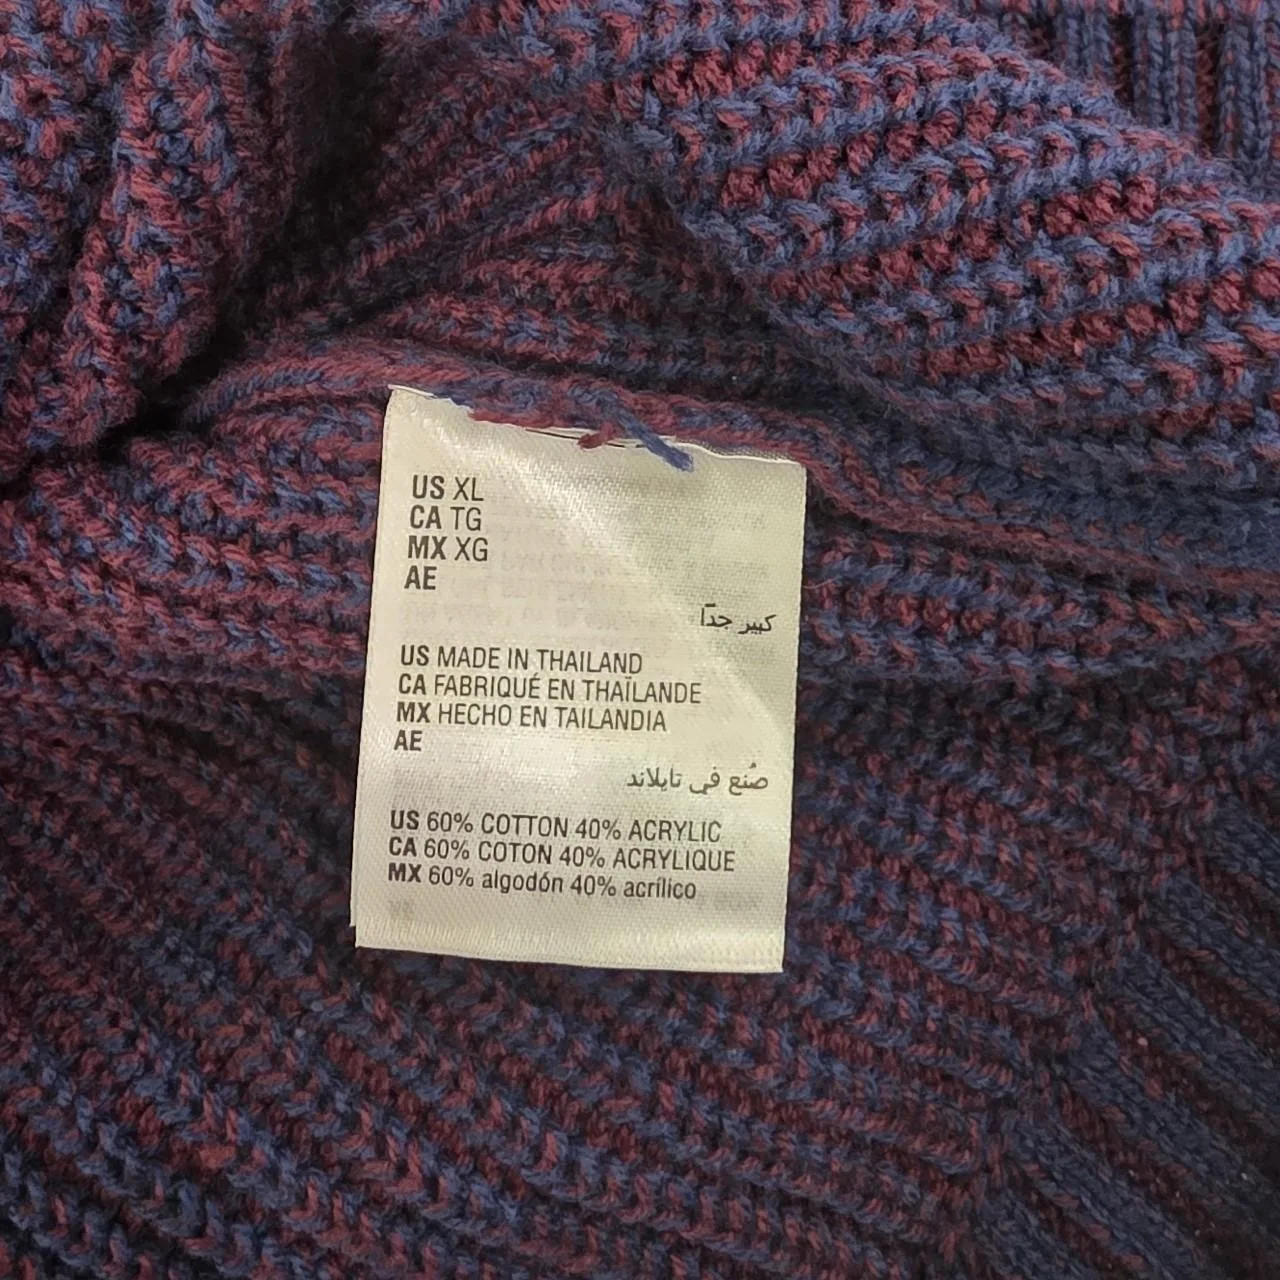 US XL
CA TG
MX XG
AE
كبير جدًا
US MADE IN THAILAND
CA FABRIQUÉ EN THAÏLANDE
MX HECHO EN TAILANDIA
AE
صُنع في تايلاند
US 60% COTTON 40% ACRYLIC
CA 60% COTON 40% ACRYLIQUE
MX 60% algodón 40% acrílico